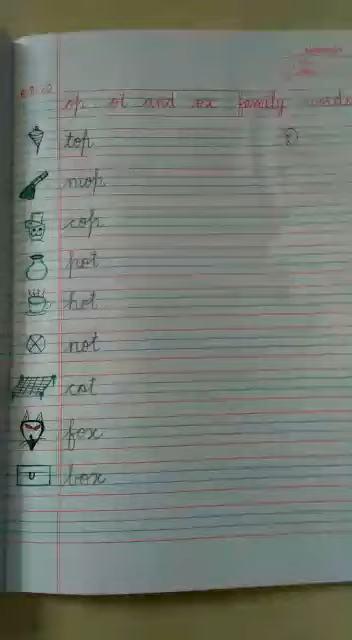 op ot and ox family words
top
mop
cop
pot
hot
not
cot
fox
box